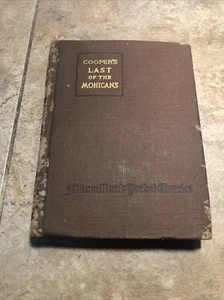 COOPER'S
LAST
OF THE
MOHICANS
Macmillan's Pocket Classics